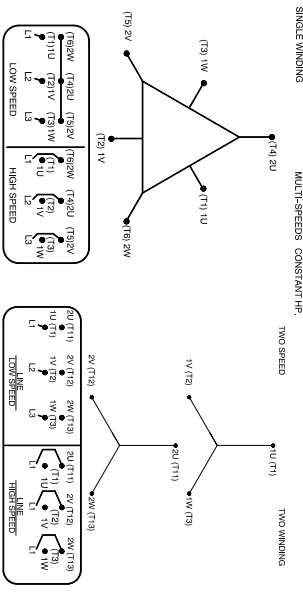 SINGLE WINDING MULTI-SPEEDS CONSTANT HP.
(T4) 2U
(T3) 1W
(T1) 1U
(T5) 2V
(T2) 1V
(T6) 2W
(T6)2W (T4)2U (T5)2V
(T1)1U (T2)1V (T3)1W
L1 L2 L3
LOW SPEED
(T6)2W (T4)2U (T5)2V
(T1) (T2) (T3)
1U 1V 1W
L1 L2 L3
HIGH SPEED
TWO SPEED TWO WINDING
1U (T1)
1V (T2)
1W (T3)
2U (T11)
2V (T12)
2W (T13)
2U (T11) 2V (T12) 2W (T13)
1U (T1) 1V (T2) 1W (T3)
L1 L2 L3
LINE
LOW SPEED
2U (T11) 2V (T12) 2W (T13)
(T1) (T2) (T3)
1U 1V 1W
L1 L1 L1
LINE
HIGH SPEED